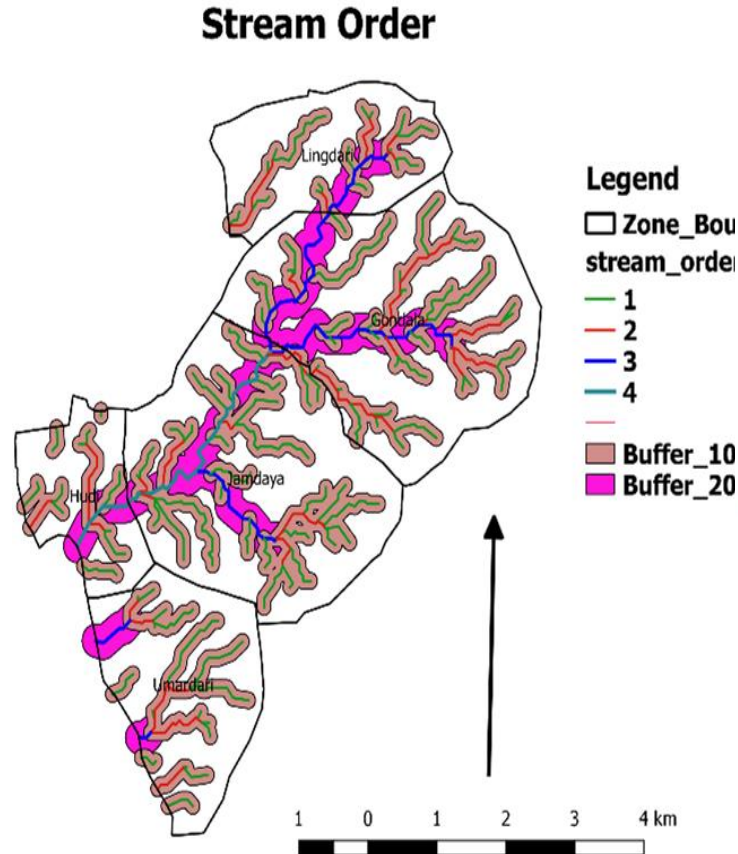 Stream Order
Lingdari
Legend
Zone_Bou
stream_order
Gondala
1
2
3
4
Buffer_10
Buffer_20
Jamdaya
Hudi
Umardari
1 0 1 2 3 4 km